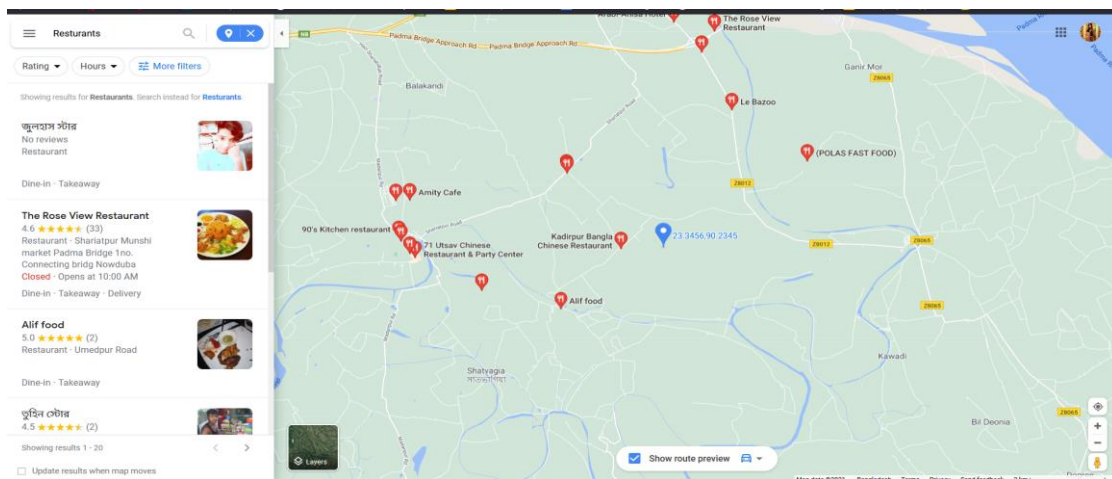 Resturants
Rating
Hours
More filters
Showing results for Restaurants. Search instead for Resturants.
জুলহাস স্টার
No reviews
Restaurant
Dine-in · Takeaway
The Rose View Restaurant
4.6 (33)
Restaurant · Shariatpur Munshi
market Padma Bridge 1no.
Connecting bridg Nowduba
Closed · Opens at 10:00 AM
Dine-in · Takeaway · Delivery
Alif food
5.0 (2)
Restaurant · Umedpur Road
Dine-in · Takeaway
তুহিন স্টোর
4.5 (2)
Showing results 1 - 20
Update results when map moves
The Rose View
Restaurant
N8
Padma Bridge Approach Rd
Padma Bridge Approach Rd
Ganir Mor
Z8065
Balakandi
Le Bazoo
(POLAS FAST FOOD)
Z8012
Amity Cafe
90's Kitchen restaurant
71 Utsav Chinese
Restaurant & Party Center
Kadirpur Bangla
Chinese Restaurant
23.3456,90.2345
Z8012
Z8065
Z8065
Alif food
Kawadi
Shatyagia
Z8065
Bil Deonia
Layers
Show route preview